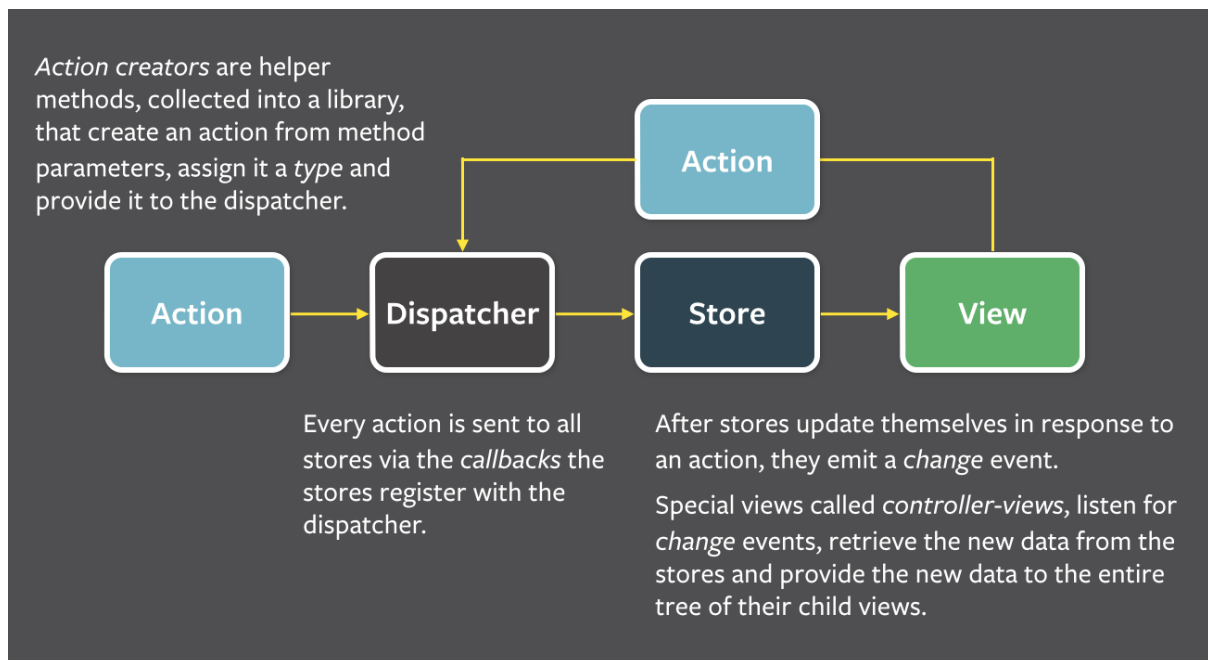 Action creators are helper
methods, collected into a library,
that create an action from method
parameters, assign it a type and
provide it to the dispatcher.
Action
Action
Dispatcher
Store
View
Every action is sent to all
stores via the callbacks the
stores register with the
dispatcher.
After stores update themselves in response to
an action, they emit a change event.
Special views called controller-views, listen for
change events, retrieve the new data from the
stores and provide the new data to the entire
tree of their child views.